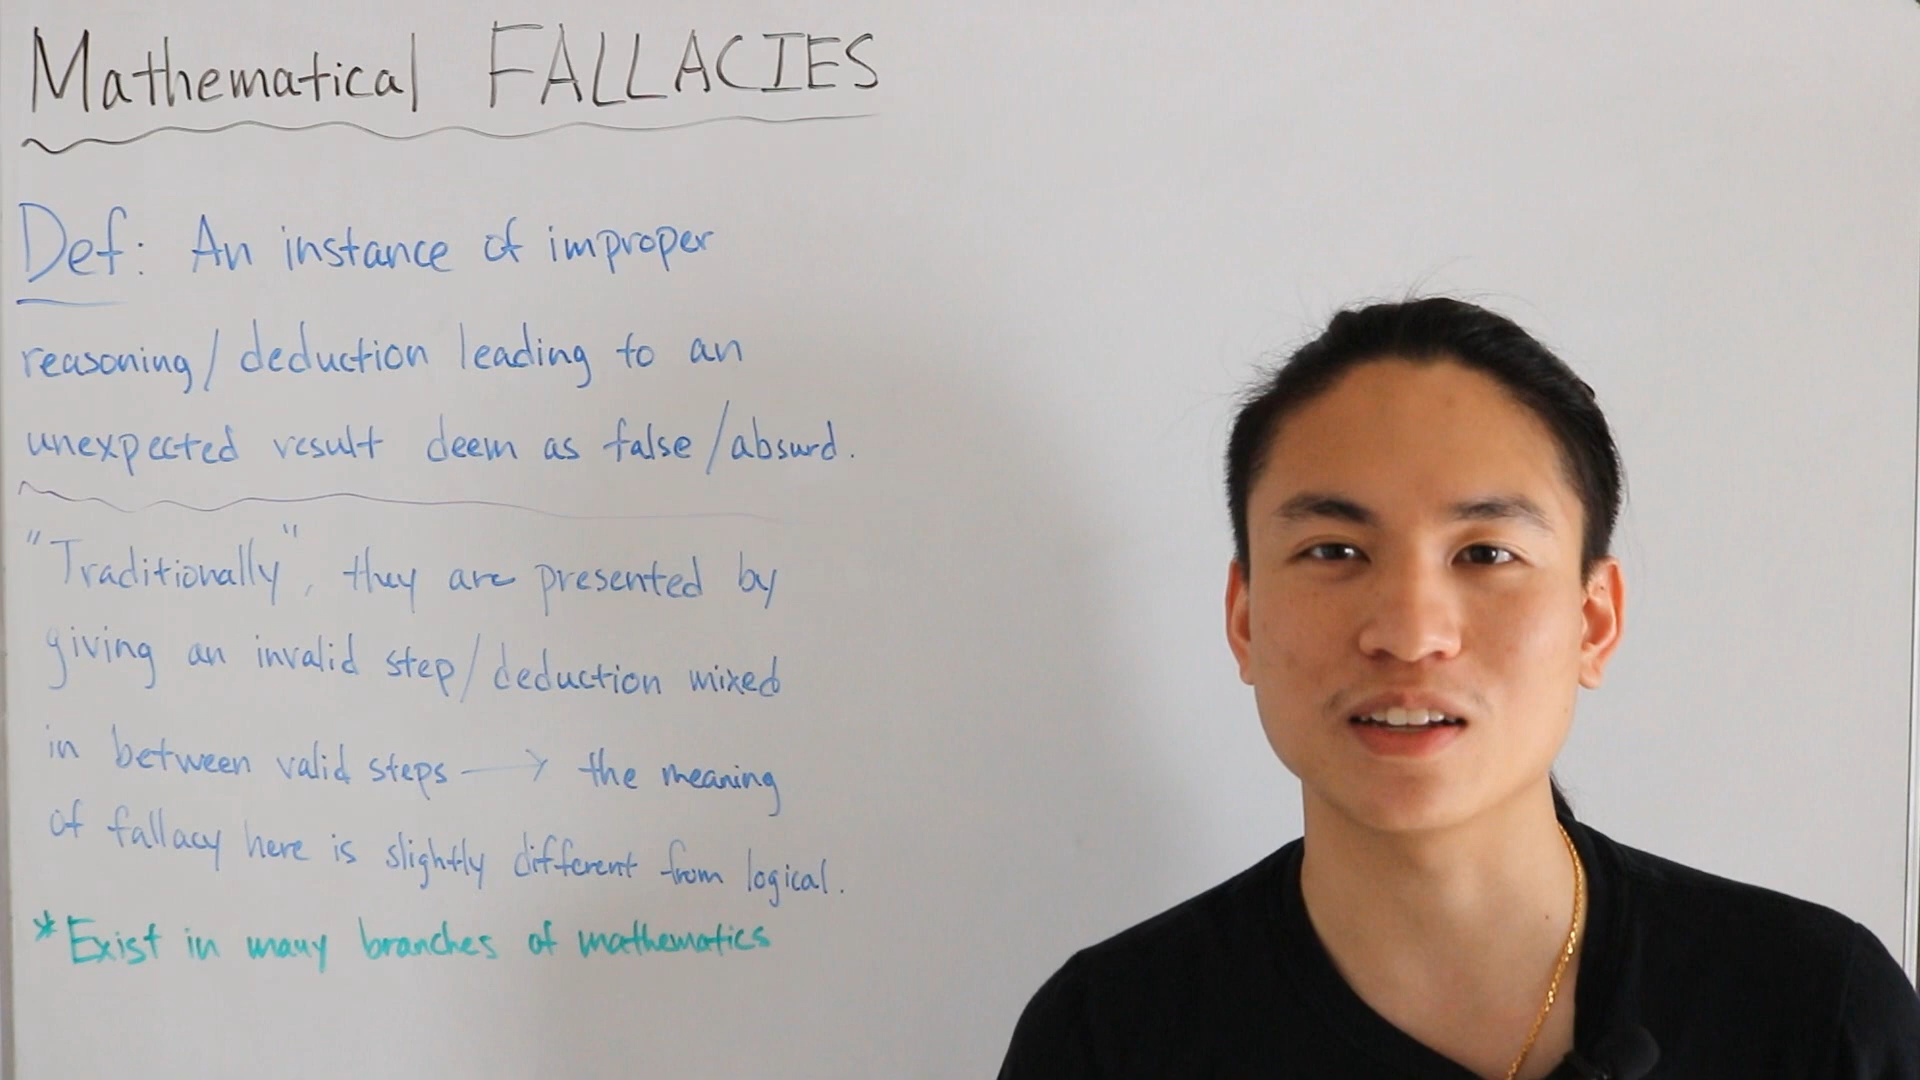 Mathematical FALLACIES
Def: An instance of improper
reasoning/deduction leading to an
unexpected result deem as false/absurd.
"Traditionally", they are presented by
giving an invalid step/deduction mixed
in between valid steps → the meaning
of fallacy here is slightly different from logical.
*Exist in many branches of mathematics